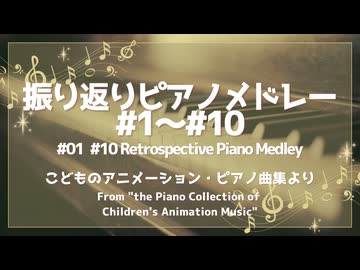 振り返りピアノメドレー
#1～#10
#01 #10 Retrospective Piano Medley
こどものアニメーション・ピアノ曲集より
From "the Piano Collection of
Children's Animation Music"